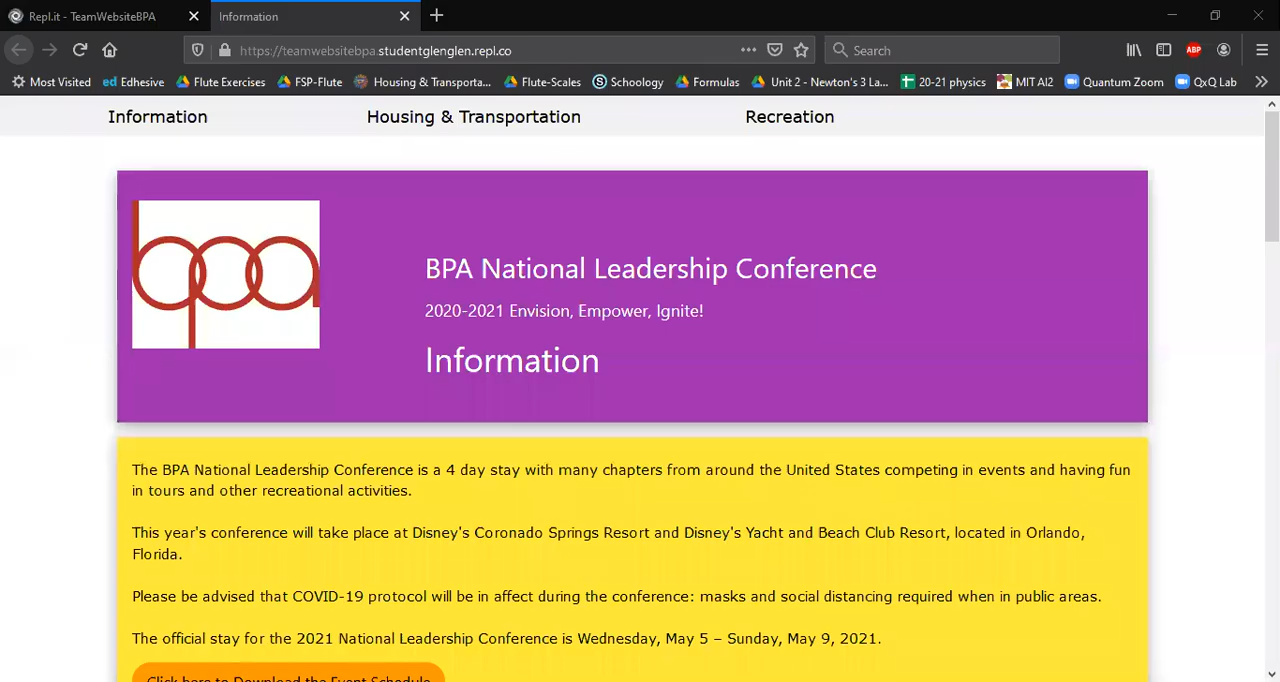 Repl.it - TeamWebsiteBPA
Information
https://teamwebsitebpa.studentglenglen.repl.co
Search
ABP
Most Visited
ed Edhesive
Flute Exercises
FSP-Flute
Housing & Transporta...
Flute-Scales
S Schoology
Formulas
Unit 2 - Newton's 3 La...
20-21 physics
MIT AI2
Quantum Zoom
QxQ Lab
Information
Housing & Transportation
Recreation
bpa
BPA National Leadership Conference
2020-2021 Envision, Empower, Ignite!
Information
The BPA National Leadership Conference is a 4 day stay with many chapters from around the United States competing in events and having fun
in tours and other recreational activities.
This year's conference will take place at Disney's Coronado Springs Resort and Disney's Yacht and Beach Club Resort, located in Orlando,
Florida.
Please be advised that COVID-19 protocol will be in affect during the conference: masks and social distancing required when in public areas.
The official stay for the 2021 National Leadership Conference is Wednesday, May 5 – Sunday, May 9, 2021.
Click here to Download the Event Schedule